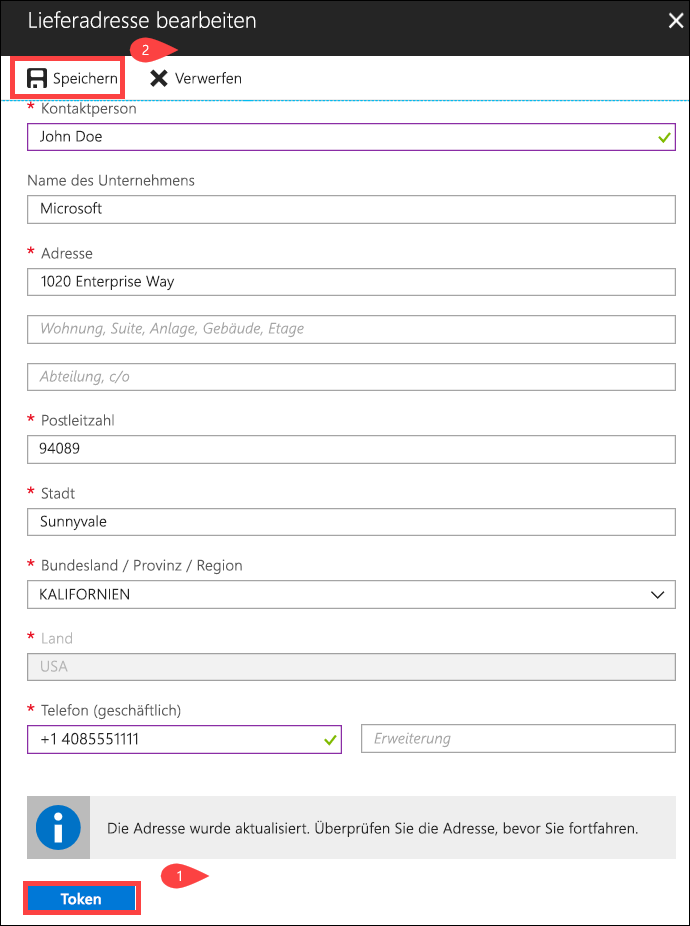 Lieferadresse bearbeiten
2
Speichern Verwerfen
* Kontaktperson
John Doe
Name des Unternehmens
Microsoft
* Adresse
1020 Enterprise Way
Wohnung, Suite, Anlage, Gebäude, Etage
Abteilung, c/o
* Postleitzahl
94089
* Stadt
Sunnyvale
* Bundesland / Provinz / Region
KALIFORNIEN
* Land
USA
* Telefon (geschäftlich)
+1 4085551111 Erweiterung
Die Adresse wurde aktualisiert. Überprüfen Sie die Adresse, bevor Sie fortfahren.
1
Token